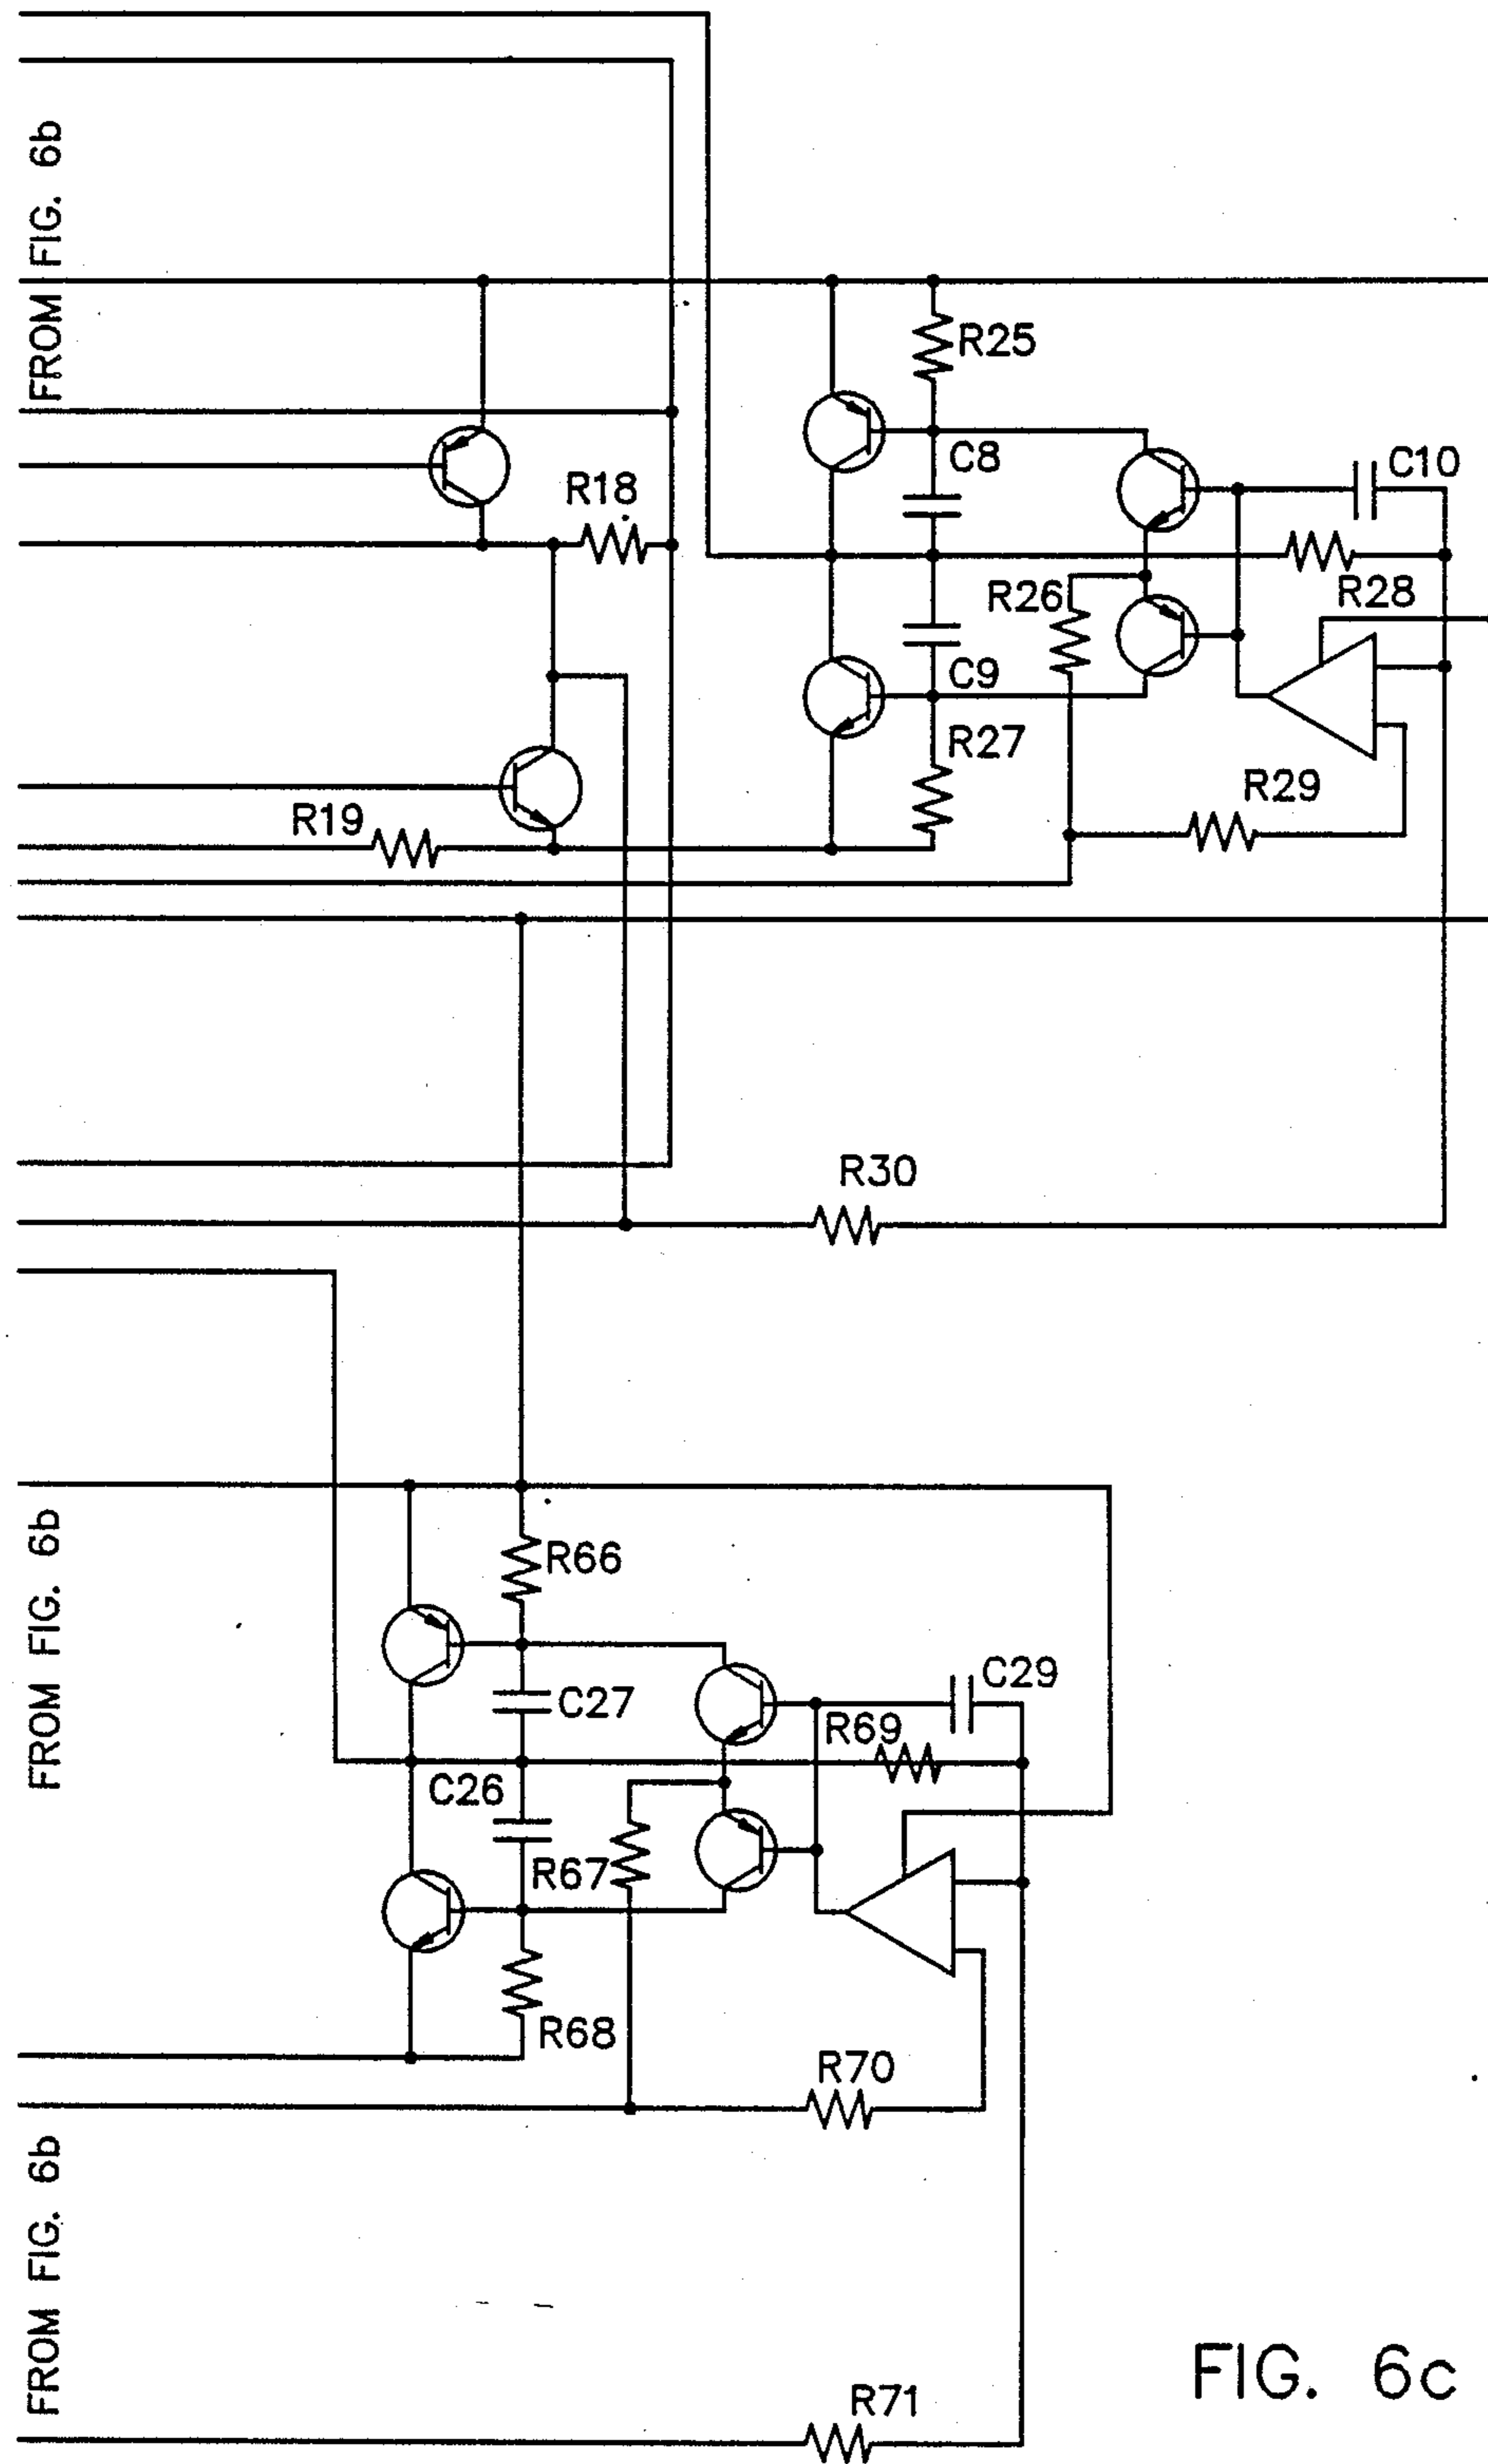 FROM FIG. 6b
R25
C8
C10
R18
R26
R28
C9
R27
R29
R19
R30
FROM FIG. 6b
R66
C27
C29
R69
C26
R67
R68
R70
FROM FIG. 6b
R71
FIG. 6c